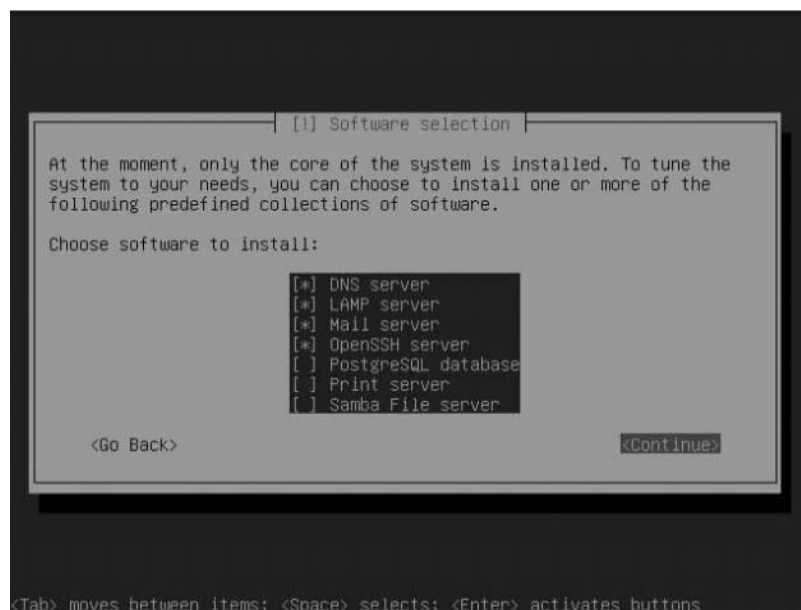 [!] Software selection
At the moment, only the core of the system is installed. To tune the
system to your needs, you can choose to install one or more of the
following predefined collections of software.
Choose software to install:
[*] DNS server
[*] LAMP server
[*] Mail server
[*] OpenSSH server
[ ] PostgreSQL database
[ ] Print server
[ ] Samba File server
<Go Back> <Continue>
<Tab> moves between items; <Space> selects; <Enter> activates buttons